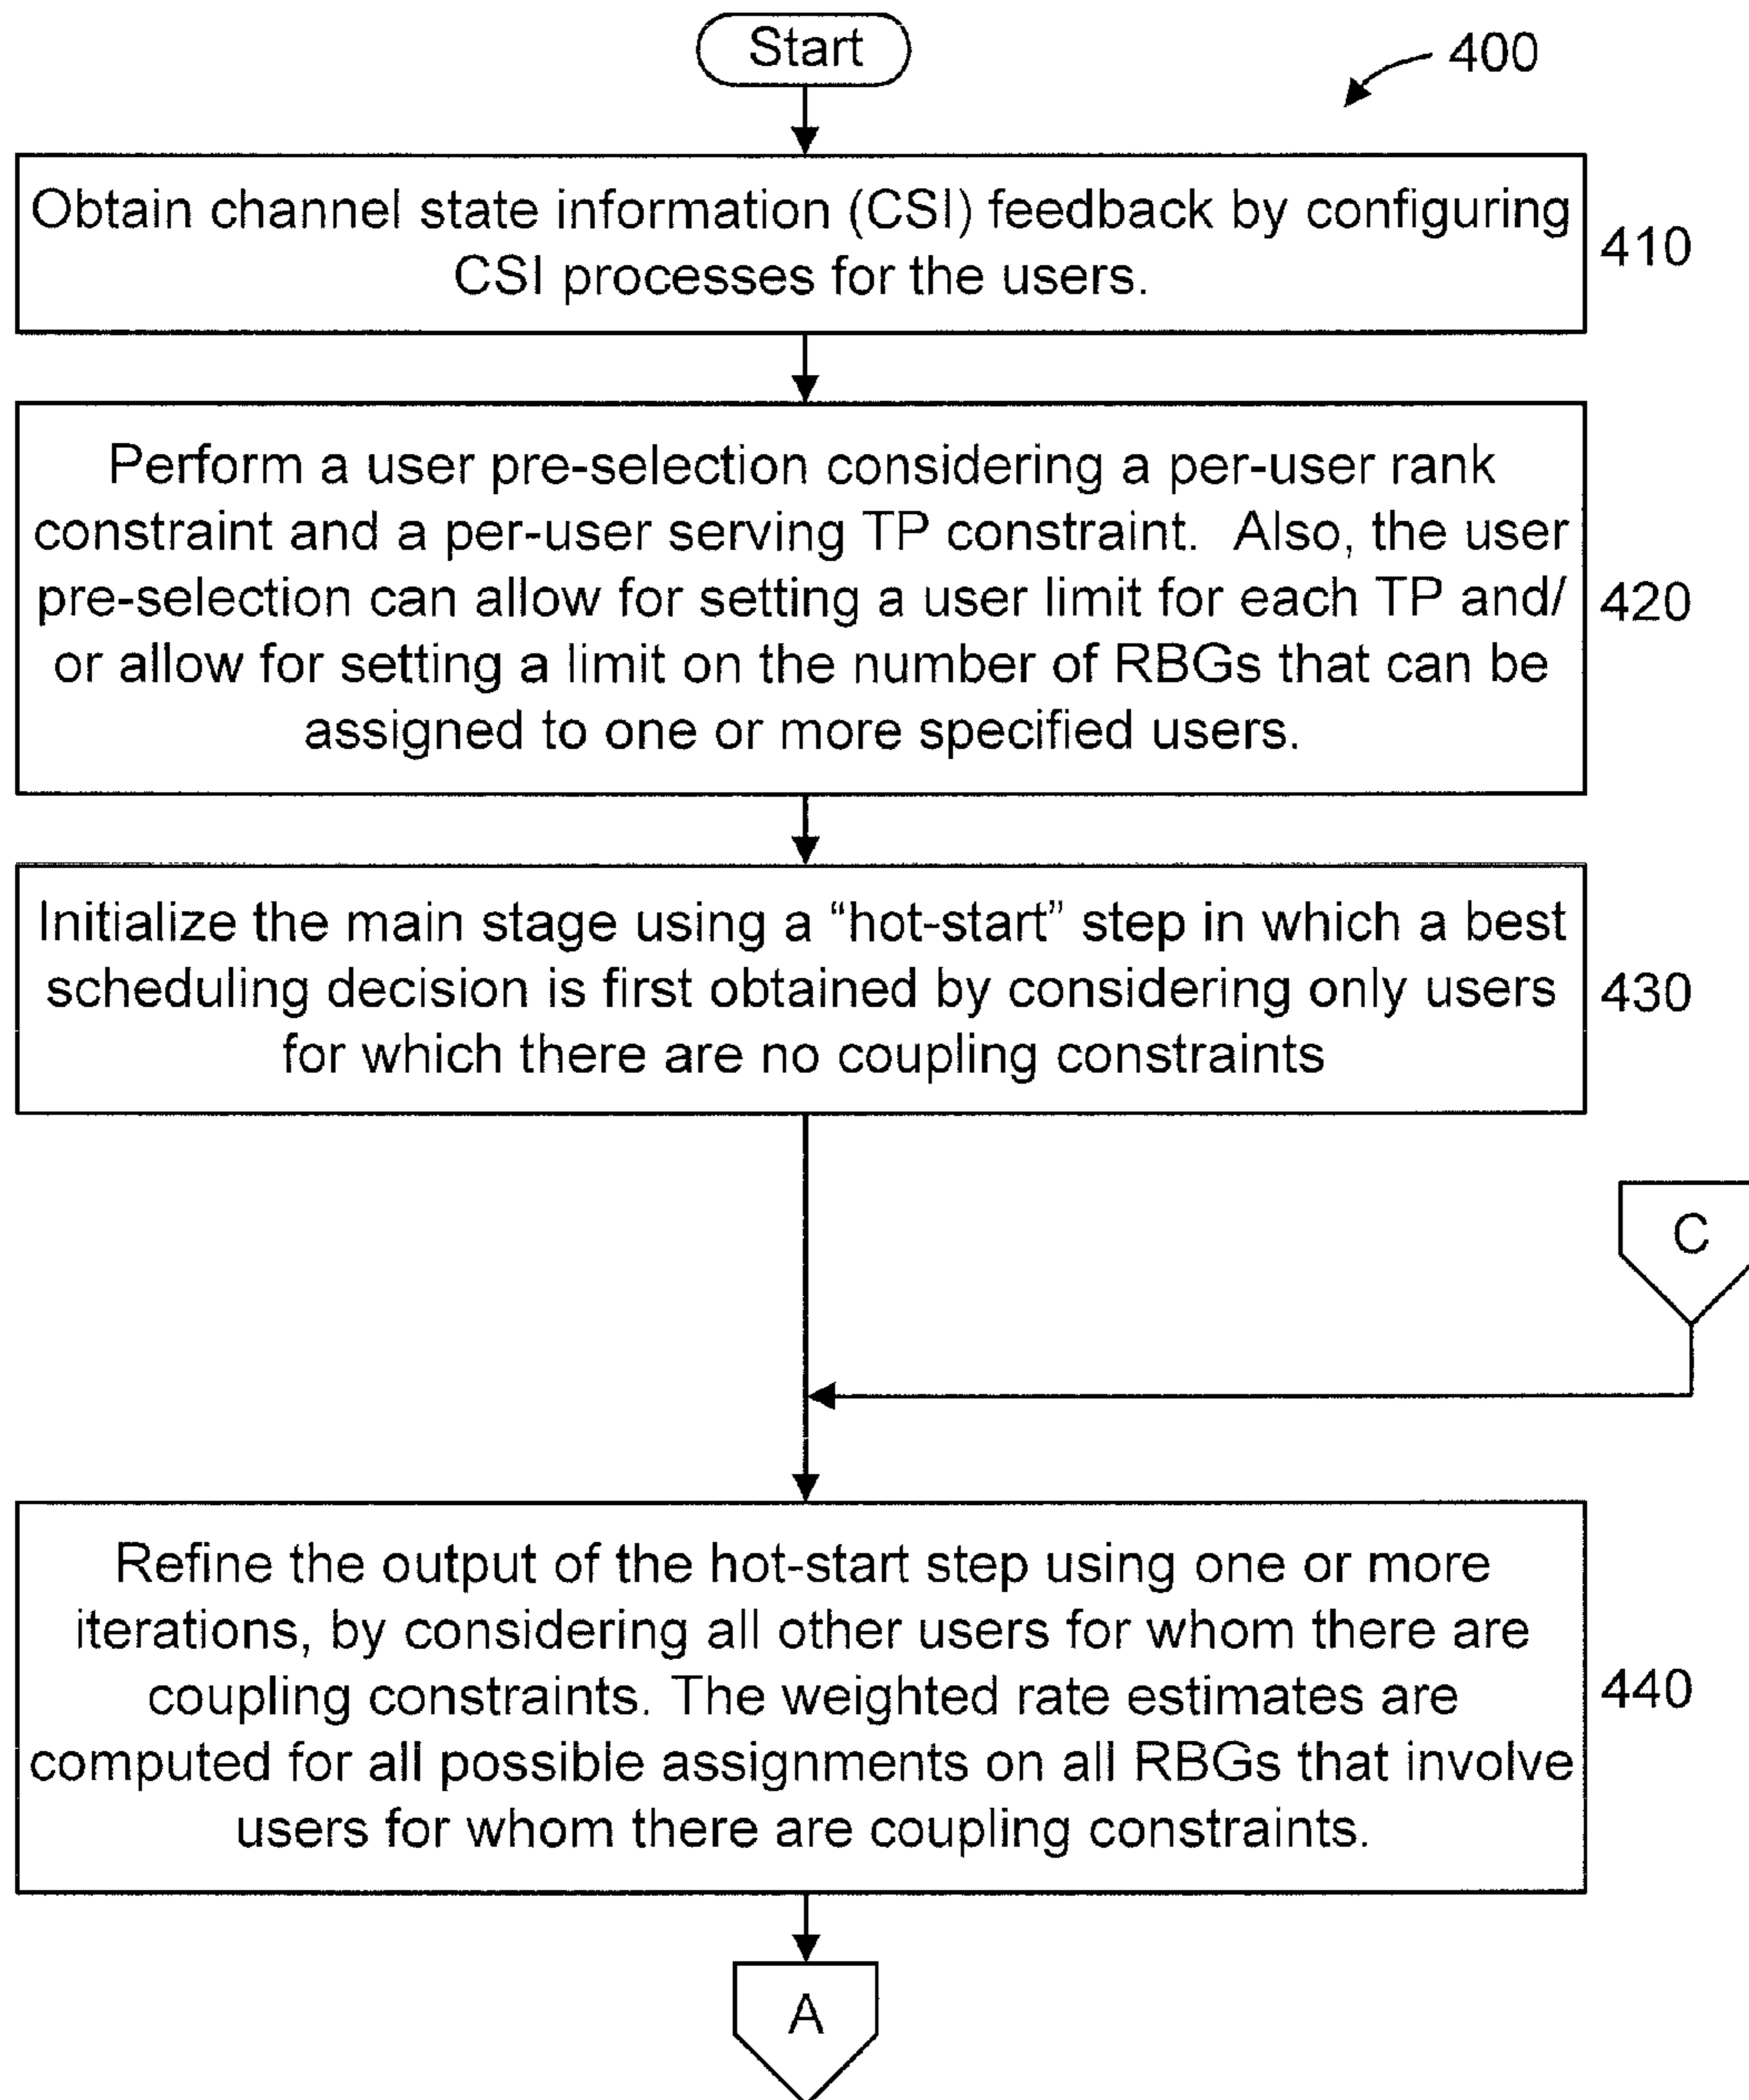 Start
400
Obtain channel state information (CSI) feedback by configuring
CSI processes for the users.
410
Perform a user pre-selection considering a per-user rank
constraint and a per-user serving TP constraint. Also, the user
pre-selection can allow for setting a user limit for each TP and/
or allow for setting a limit on the number of RBGs that can be
assigned to one or more specified users.
420
Initialize the main stage using a “hot-start” step in which a best
scheduling decision is first obtained by considering only users
for which there are no coupling constraints
430
C
Refine the output of the hot-start step using one or more
iterations, by considering all other users for whom there are
coupling constraints. The weighted rate estimates are
computed for all possible assignments on all RBGs that involve
users for whom there are coupling constraints.
440
A